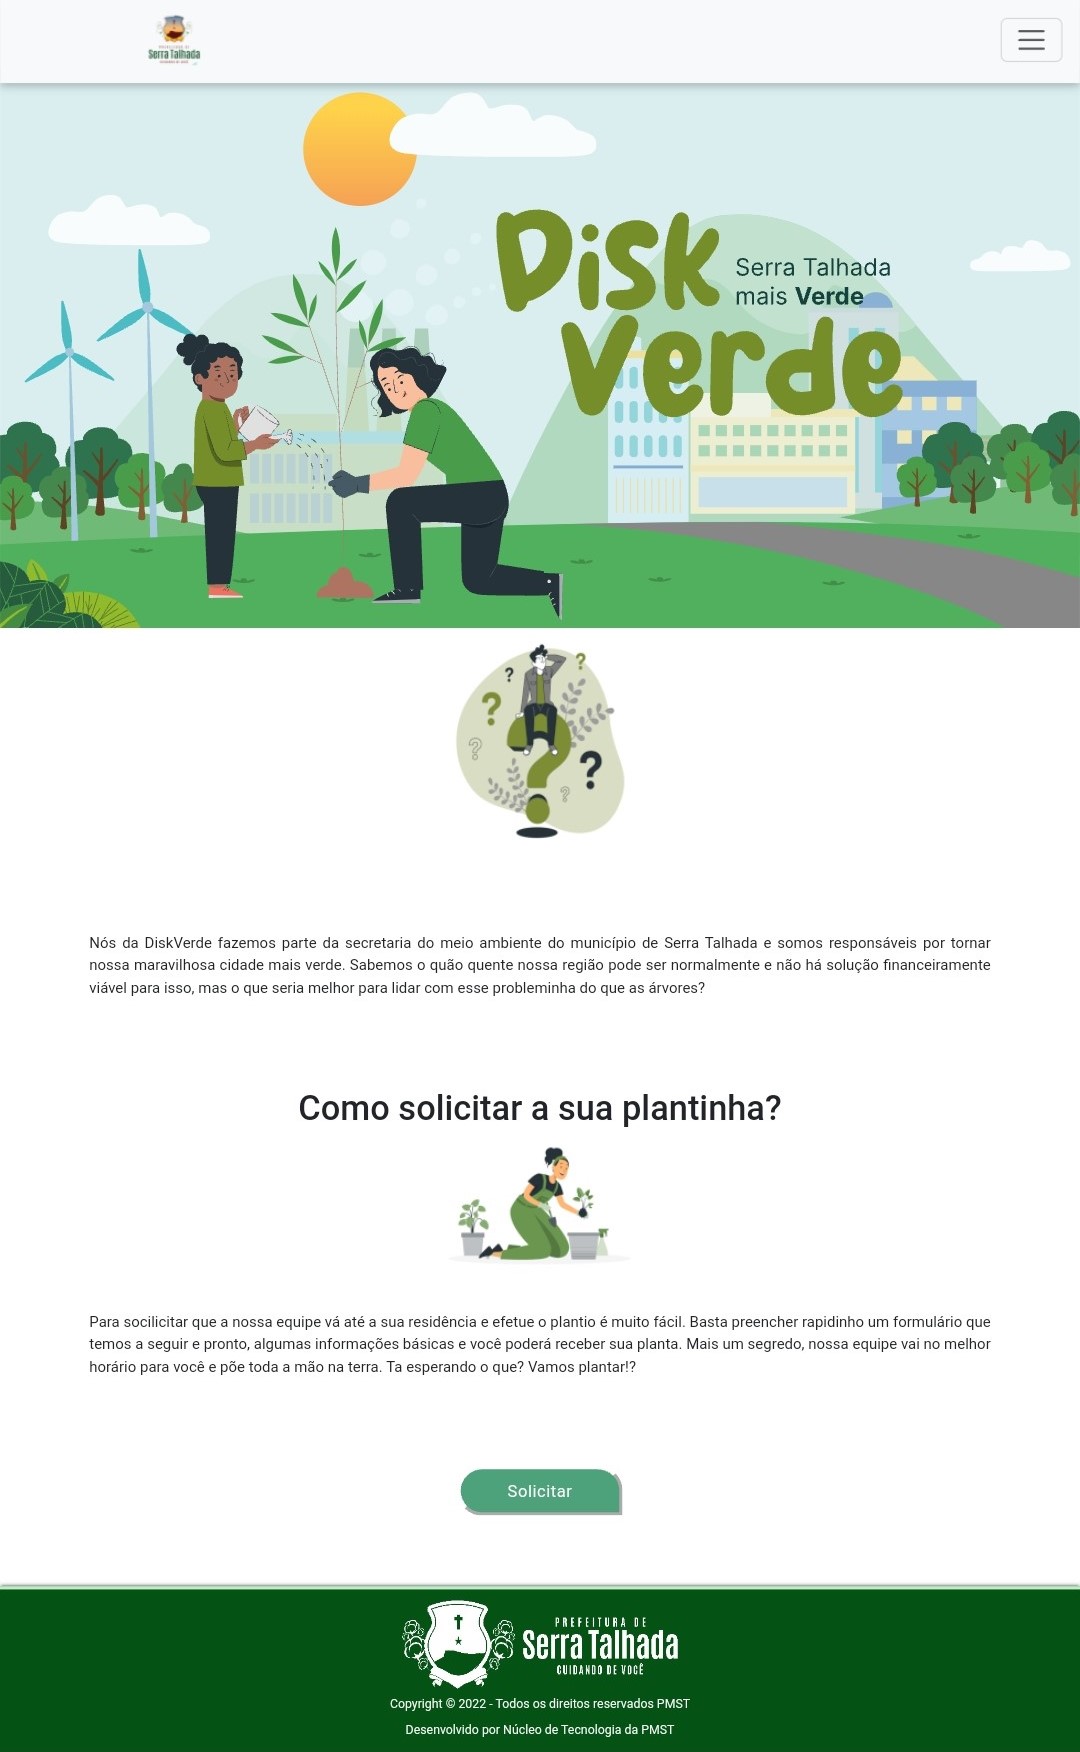 Serra Talhada
Disk
Serra Talhada
mais Verde
Verde
Nós da DiskVerde fazemos parte da secretaria do meio ambiente do município de Serra Talhada e somos responsáveis por tornar
nossa maravilhosa cidade mais verde. Sabemos o quão quente nossa região pode ser normalmente e não há solução financeiramente
viável para isso, mas o que seria melhor para lidar com esse probleminha do que as árvores?
Como solicitar a sua plantinha?
Para socilicitar que a nossa equipe vá até a sua residência e efetue o plantio é muito fácil. Basta preencher rapidinho um formulário que
temos a seguir e pronto, algumas informações básicas e você poderá receber sua planta. Mais um segredo, nossa equipe vai no melhor
horário para você e põe toda a mão na terra. Ta esperando o que? Vamos plantar!?
Solicitar
PREFEITURA DE
Serra Talhada
CUIDANDO DE VOCÊ
Copyright © 2022 - Todos os direitos reservados PMST
Desenvolvido por Núcleo de Tecnologia da PMST